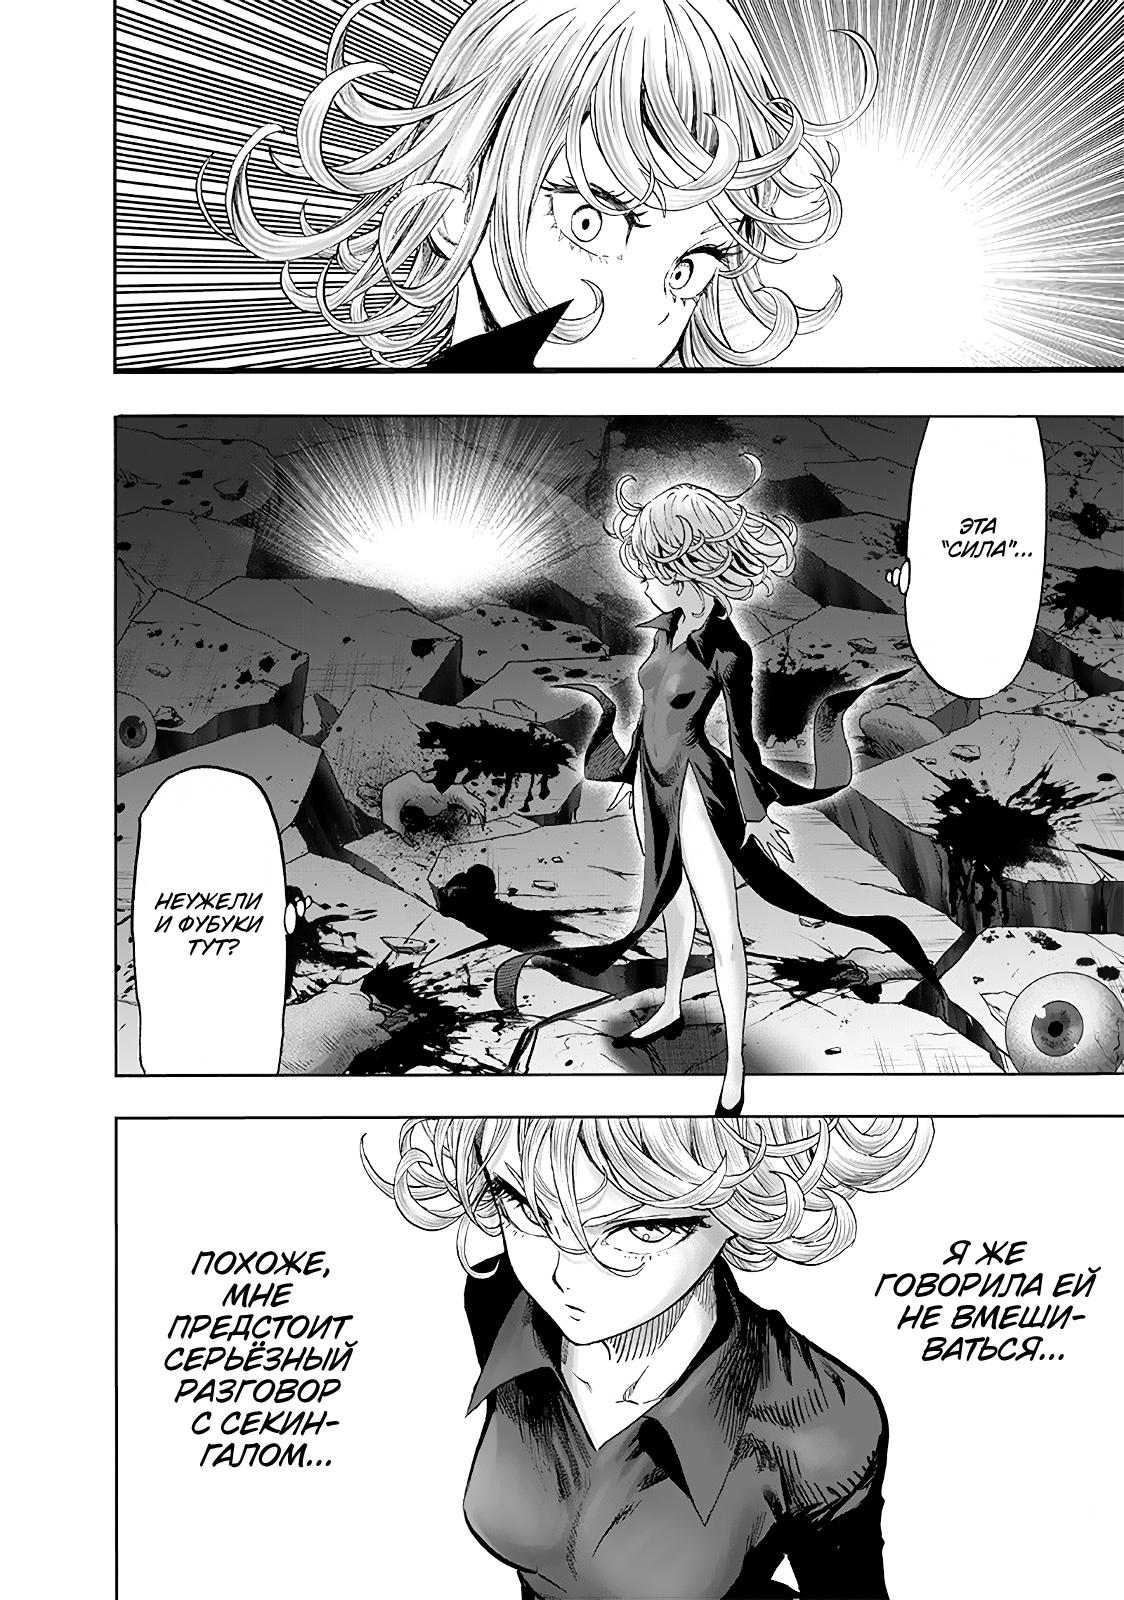 ЭТА
"СИЛА"...
НЕУЖЕЛИ
И ФУБУКИ
ТУТ?
Я ЖЕ
ГОВОРИЛА ЕЙ
НЕ ВМЕШИ-
ВАТЬСЯ...
ПОХОЖЕ,
МНЕ
ПРЕДСТОИТ
СЕРЬЁЗНЫЙ
РАЗГОВОР
С СЕКИН-
ГАЛОМ...